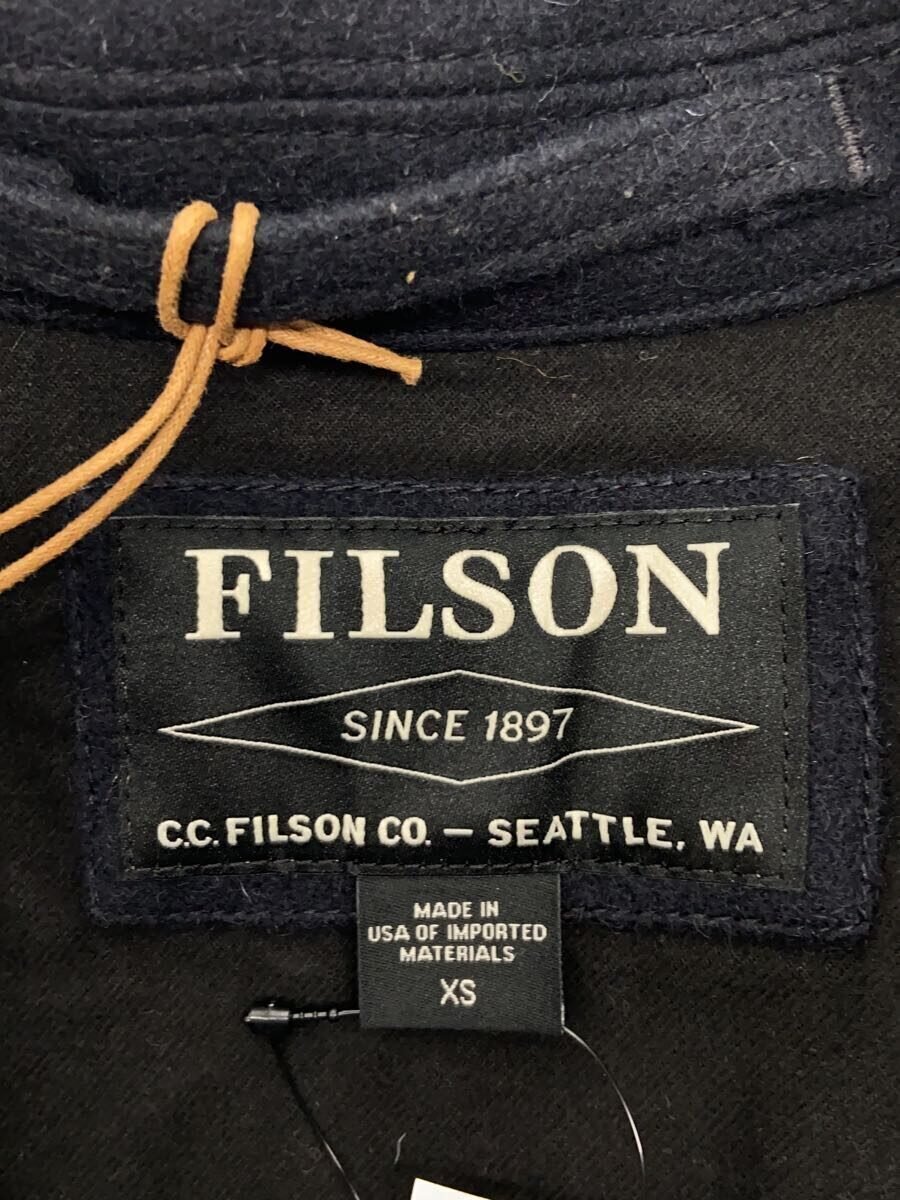 FILSON
SINCE 1897
C.C. FILSON CO. — SEATTLE, WA
MADE IN
USA OF IMPORTED
MATERIALS
XS